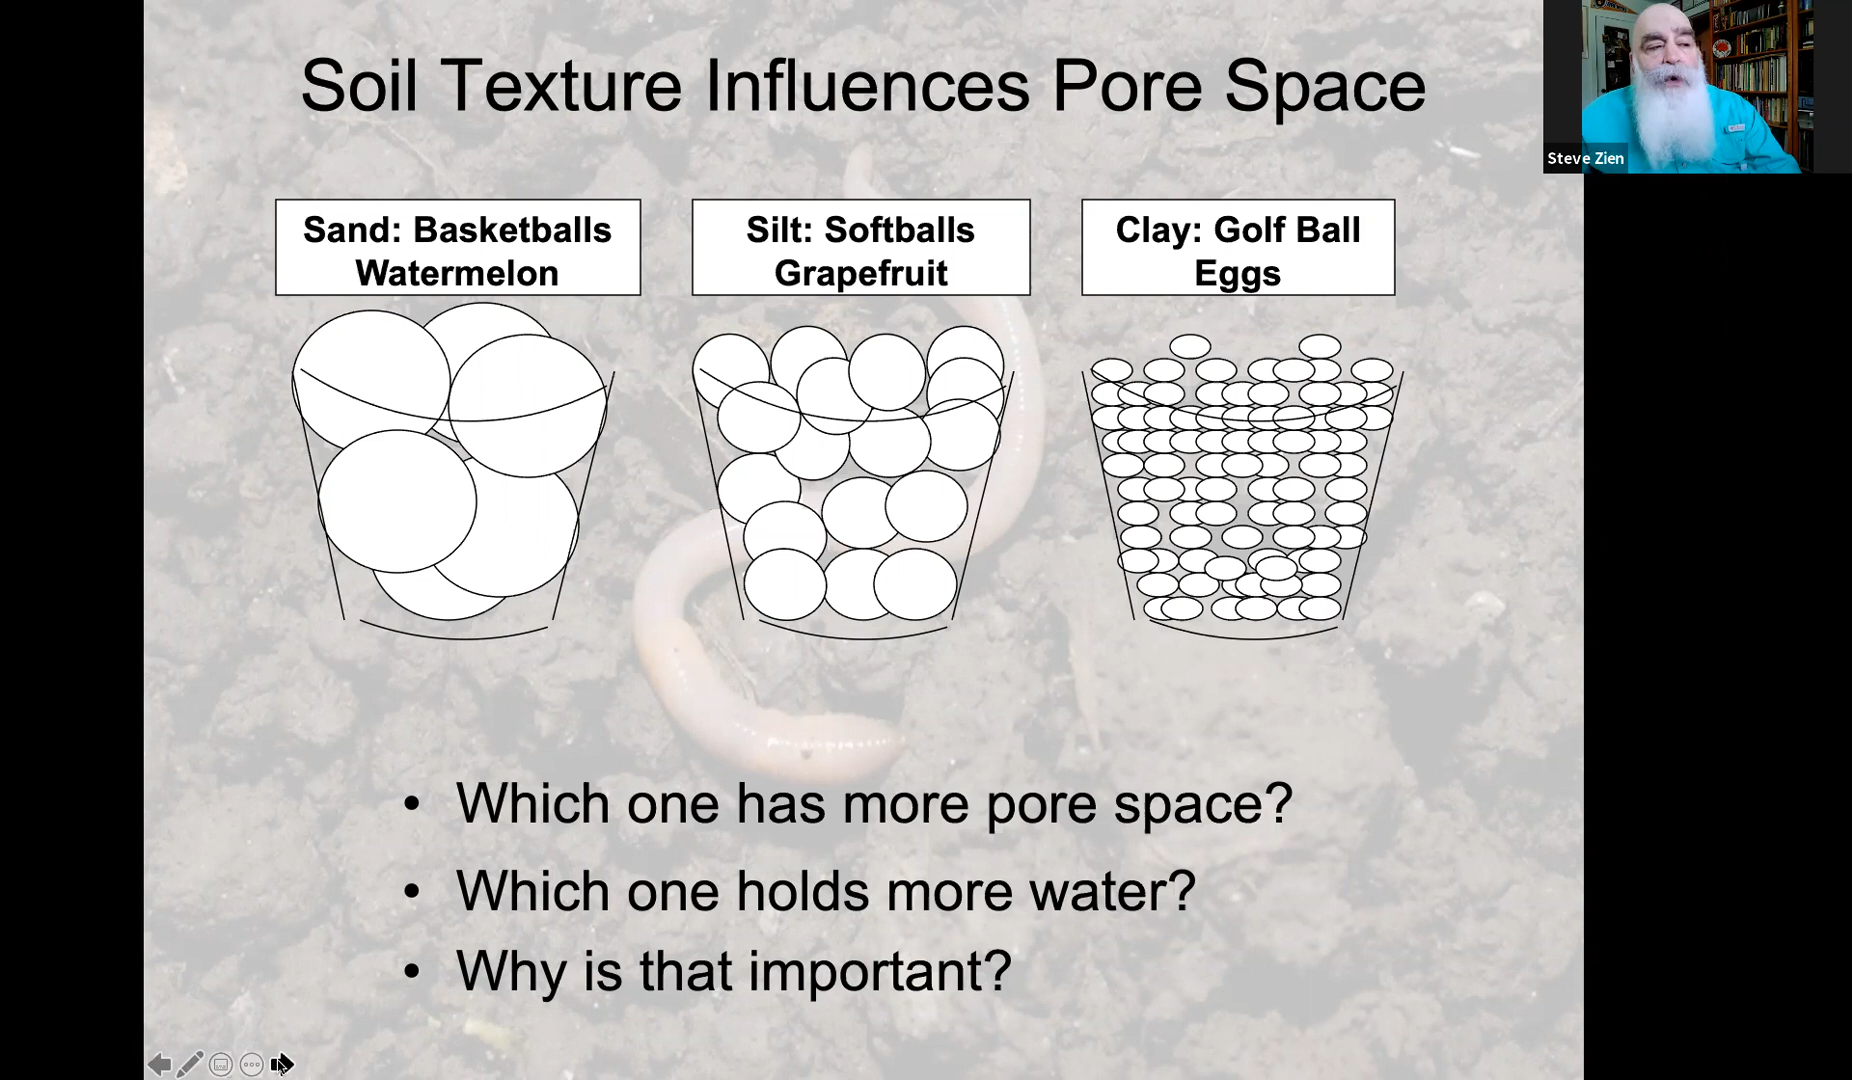 Soil Texture Influences Pore Space
Steve Zien
Sand: Basketballs
Watermelon
Silt: Softballs
Grapefruit
Clay: Golf Ball
Eggs
• Which one has more pore space?
• Which one holds more water?
• Why is that important?